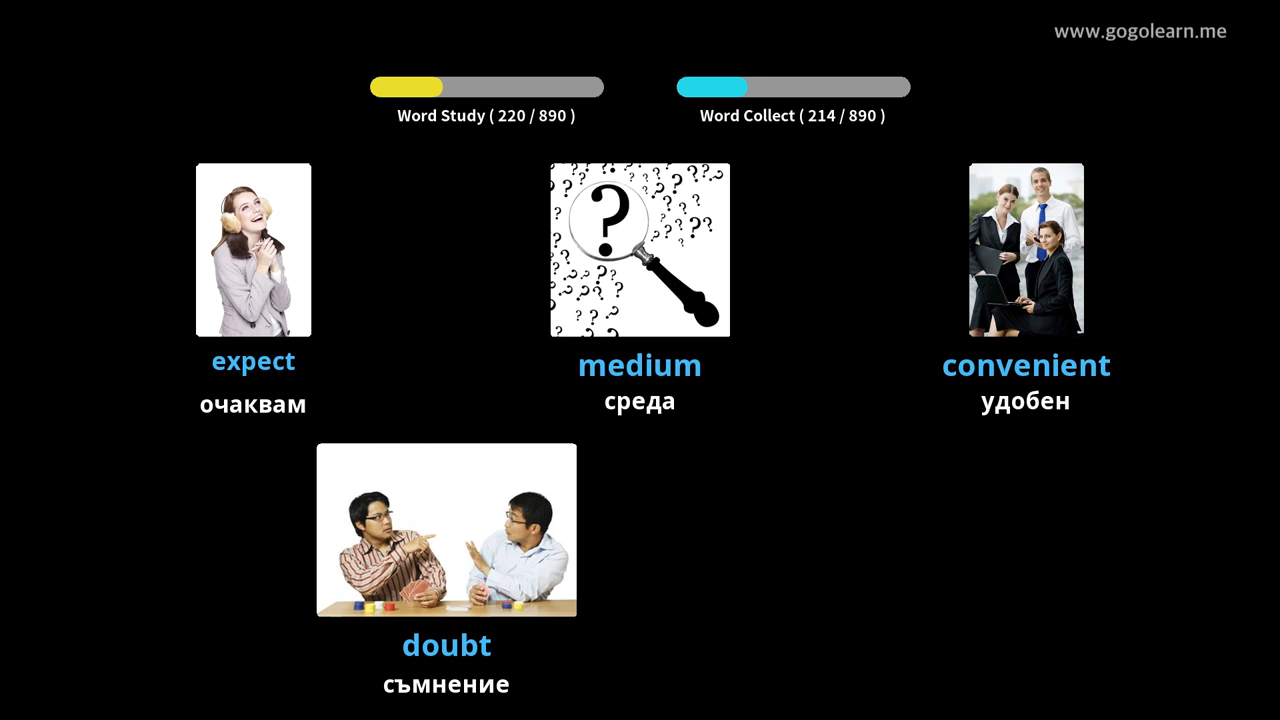 www.gogolearn.me
Word Study ( 220 / 890 )
Word Collect ( 214 / 890 )
expect
очаквам
medium
среда
convenient
удобен
doubt
съмнение